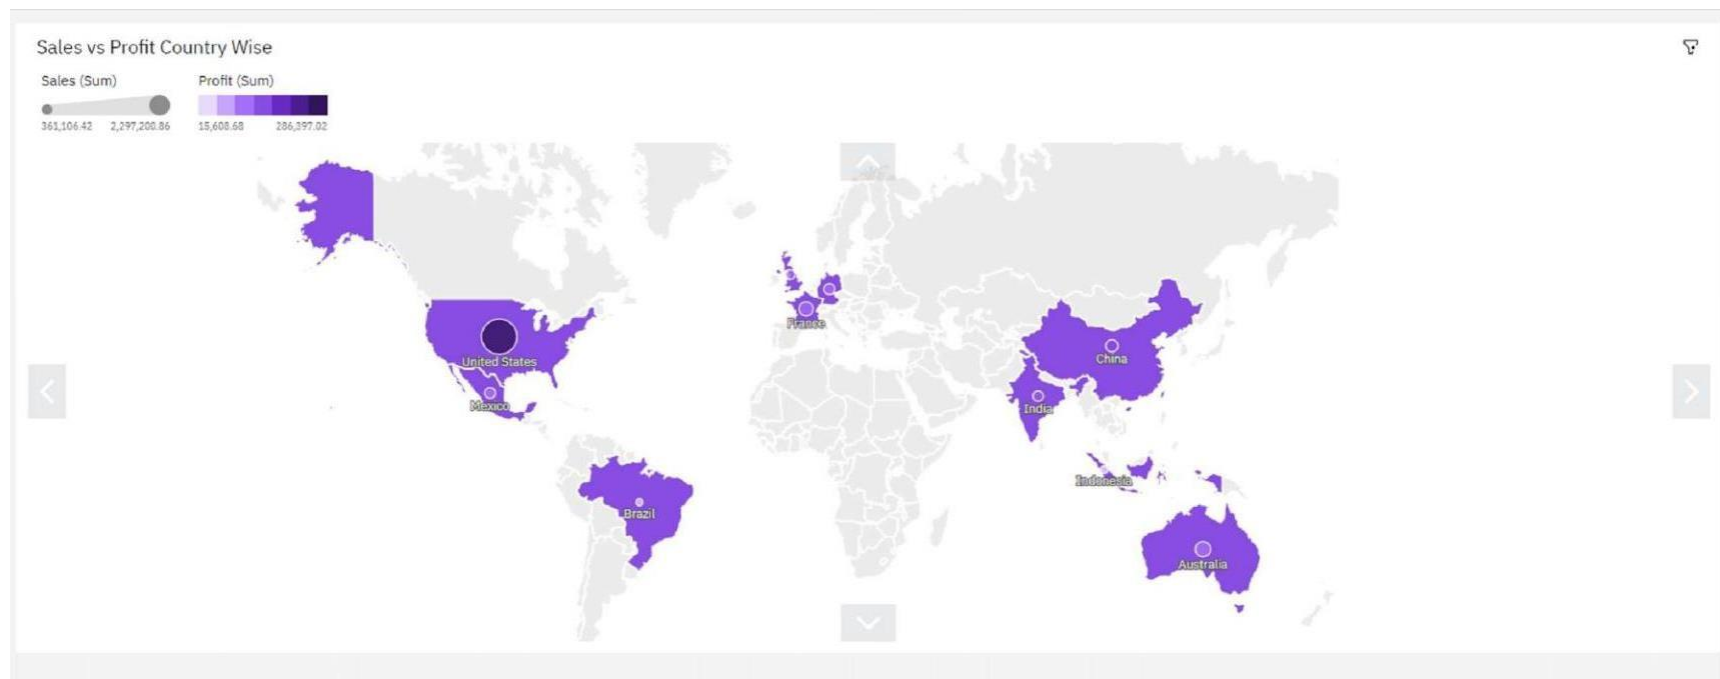 Sales vs Profit Country Wise
Sales (Sum)
Profit (Sum)
361,106.42
2,297,200.86
15,608.68
286,397.02
France
United States
China
Mexico
India
Indonesia
Brazil
Australia